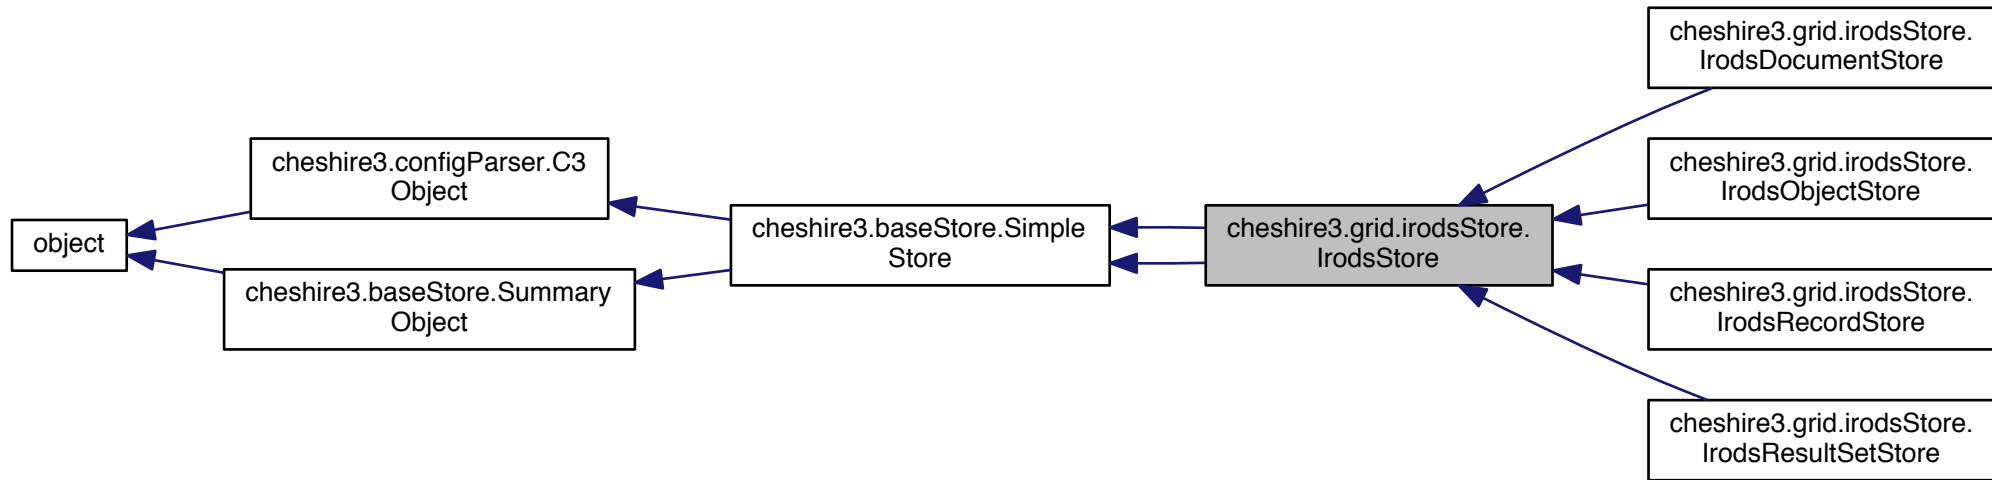 object
cheshire3.configParser.C3
Object
cheshire3.baseStore.Summary
Object
cheshire3.baseStore.Simple
Store
cheshire3.grid.irodsStore.
IrodsStore
cheshire3.grid.irodsStore.
IrodsDocumentStore
cheshire3.grid.irodsStore.
IrodsObjectStore
cheshire3.grid.irodsStore.
IrodsRecordStore
cheshire3.grid.irodsStore.
IrodsResultSetStore